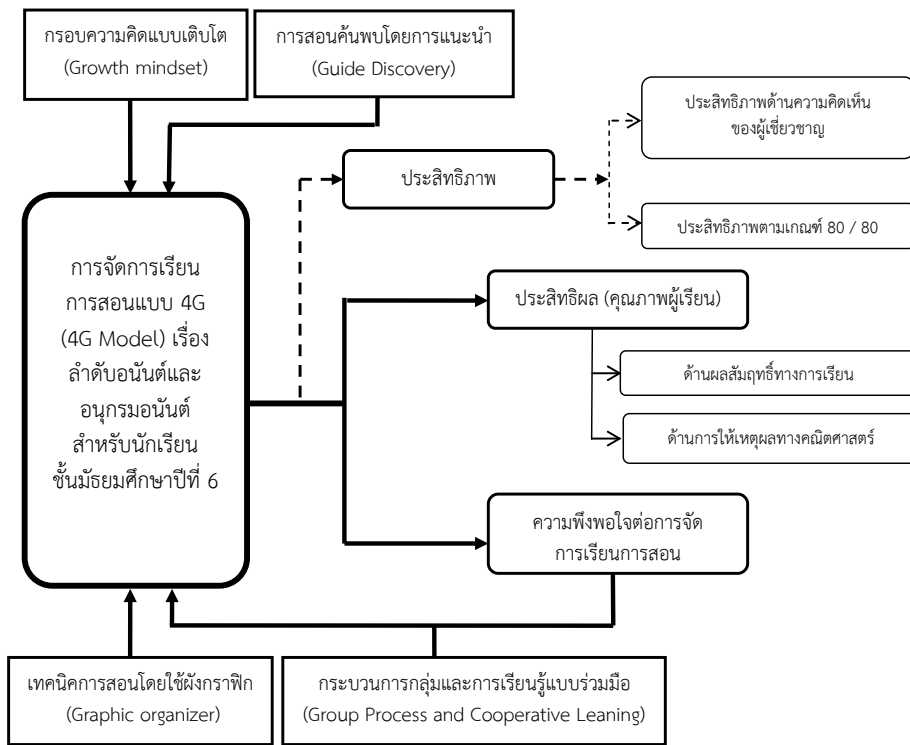 กรอบความคิดแบบเติบโต
(Growth mindset)
การสอนค้นพบโดยการแนะนำ
(Guide Discovery)
ประสิทธิภาพด้านความคิดเห็น
ของผู้เชี่ยวชาญ
ประสิทธิภาพ
ประสิทธิภาพตามเกณฑ์ 80 / 80
การจัดการเรียน
การสอนแบบ 4G
(4G Model) เรื่อง
ลำดับอนันต์และ
อนุกรมอนันต์
สำหรับนักเรียน
ชั้นมัธยมศึกษาปีที่ 6
ประสิทธิผล (คุณภาพผู้เรียน)
ด้านผลสัมฤทธิ์ทางการเรียน
ด้านการให้เหตุผลทางคณิตศาสตร์
ความพึงพอใจต่อการจัด
การเรียนการสอน
เทคนิคการสอนโดยใช้ผังกราฟิก
(Graphic organizer)
กระบวนการกลุ่มและการเรียนรู้แบบร่วมมือ
(Group Process and Cooperative Leaning)